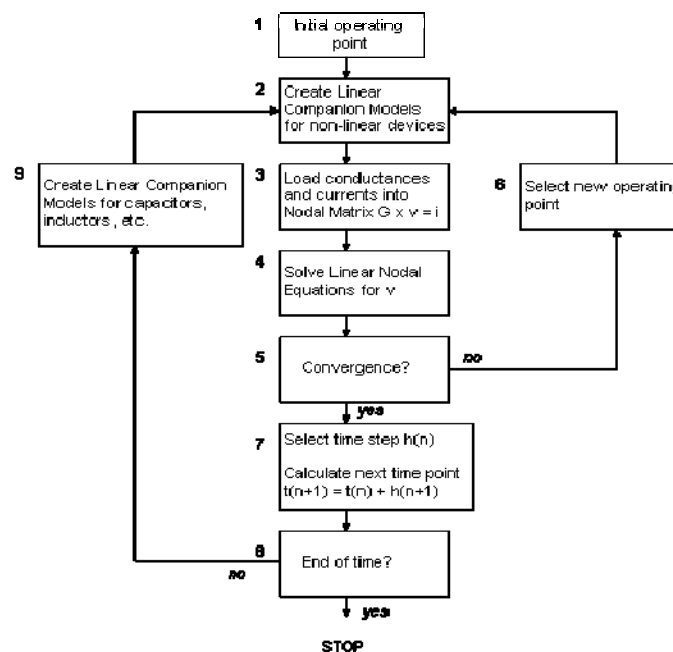 1
Initial operating
point
2
Create Linear
Companion Models
for non-linear devices
3
Load conductances
and currents into
Nodal Matrix G x v = i
4
Solve Linear Nodal
Equations for v
5
Convergence?
no
yes
6
Select new operating
point
7
Select time step h(n)
Calculate next time point
t(n+1) = t(n) + h(n+1)
8
End of time?
no
yes
STOP
9
Create Linear Companion
Models for capacitors,
inductors, etc.